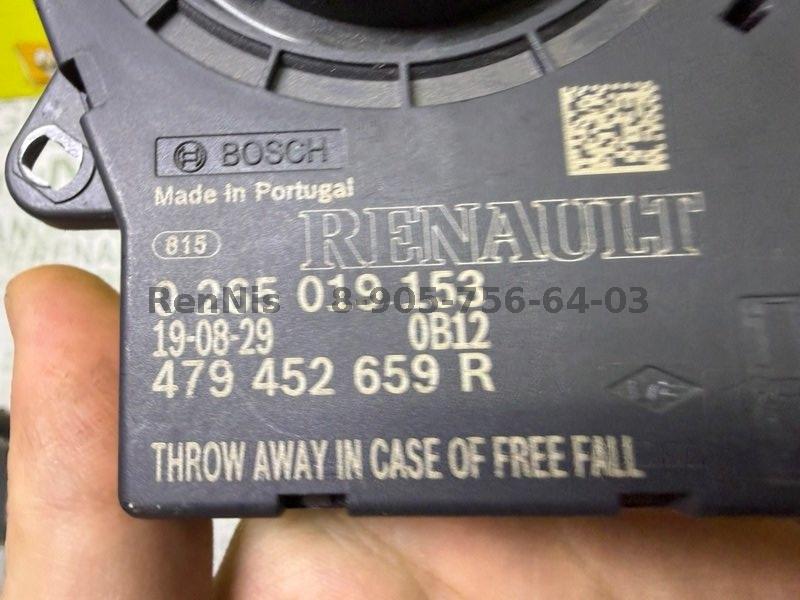 BOSCH
Made in Portugal
815
RENAULT
0 265 019 153
RenNis 8-905-756-64-03
19-08-29 0B12
479 452 659 R
THROW AWAY IN CASE OF FREE FALL